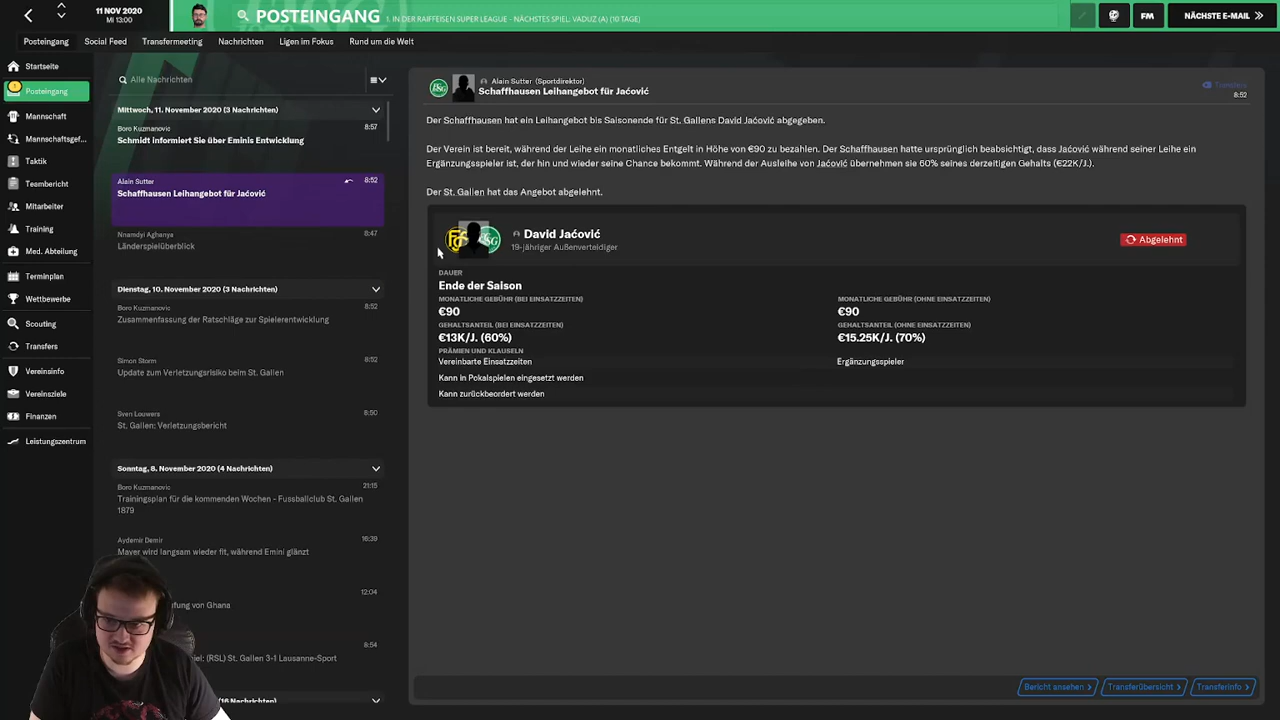 11 NOV 2020
MI 13:00
POSTEINGANG
1. IN DER RAIFFEISEN SUPER LEAGUE - NÄCHSTES SPIEL, VADUZ (A) (10 TAGE)
FM
NÄCHSTE E-MAIL
Posteingang
Social Feed
Transfermeeting
Nachrichten
Ligen im Fokus
Rund um die Welt
Startseite
Posteingang
Mannschaft
Mannschaftsgef...
Taktik
Teambericht
Mitarbeiter
Training
Med. Abteilung
Terminplan
Wettbewerbe
Scouting
Transfers
Vereinsinfo
Vereinsziele
Finanzen
Leistungszentrum
Alle Nachrichten
Mittwoch, 11. November 2020 (3 Nachrichten)
Boro Kuzmanovic
8:57
Schmidt informiert Sie über Eminis Entwicklung
Alain Sutter
8:52
Schaffhausen Leihangebot für Jaćović
Nnamdyi Aghanya
8:47
Länderspielüberblick
Dienstag, 10. November 2020 (3 Nachrichten)
Boro Kuzmanovic
8:52
Zusammenfassung der Ratschläge zur Spielerentwicklung
Simon Storm
8:52
Update zum Verletzungsrisiko beim St. Gallen
Sven Louwers
8:50
St. Gallen: Verletzungsbericht
Sonntag, 8. November 2020 (4 Nachrichten)
Boro Kuzmanovic
21:15
Trainingsplan für die kommenden Wochen - Fussballclub St. Gallen
1879
Aydemir Demir
16:39
Mayer wird langsam wieder fit, während Emini glänzt
12:04
von Ghana
8:54
(RSL) St. Gallen 3-1 Lausanne-Sport
Alain Sutter (Sportdirektor)
Schaffhausen Leihangebot für Jaćović
Transfers
8:52
Der Schaffhausen hat ein Leihangebot bis Saisonende für St. Gallens David Jaćović abgegeben.
Der Verein ist bereit, während der Leihe ein monatliches Entgelt in Höhe von €90 zu bezahlen. Der Schaffhausen hatte ursprünglich beabsichtigt, dass Jaćović während seiner Leihe ein
Ergänzungsspieler ist, der hin und wieder seine Chance bekommt. Während der Ausleihe von Jaćović übernehmen sie 60% seines derzeitigen Gehalts (€22K/J.).
Der St. Gallen hat das Angebot abgelehnt.
David Jaćović
19-jähriger Außenverteidiger
Abgelehnt
DAUER
Ende der Saison
MONATLICHE GEBÜHR (BEI EINSATZZEITEN)
MONATLICHE GEBÜHR (OHNE EINSATZZEITEN)
€90
€90
GEHALTSANTEIL (BEI EINSATZZEITEN)
GEHALTSANTEIL (OHNE EINSATZZEITEN)
€13K/J. (60%)
€15.25K/J. (70%)
PRÄMIEN UND KLAUSELN
Vereinbarte Einsatzzeiten
Ergänzungsspieler
Kann in Pokalspielen eingesetzt werden
Kann zurückbeordert werden
Bericht ansehen
Transferübersicht
Transferinfo